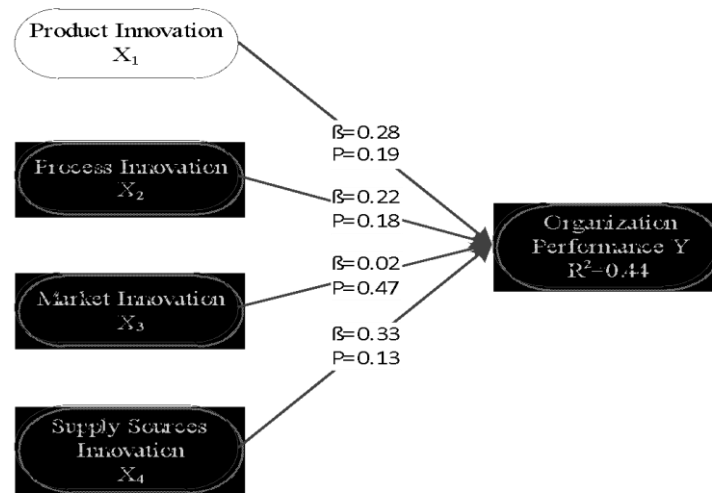 Product Innovation
X₁
ß=0.28
P=0.19
Process Innovation
X₂
ß=0.22
P=0.18
Organization
Performance Y
R²=0.44
Market Innovation
X₃
ß=0.02
P=0.47
ß=0.33
P=0.13
Supply Sources
Innovation
X₄